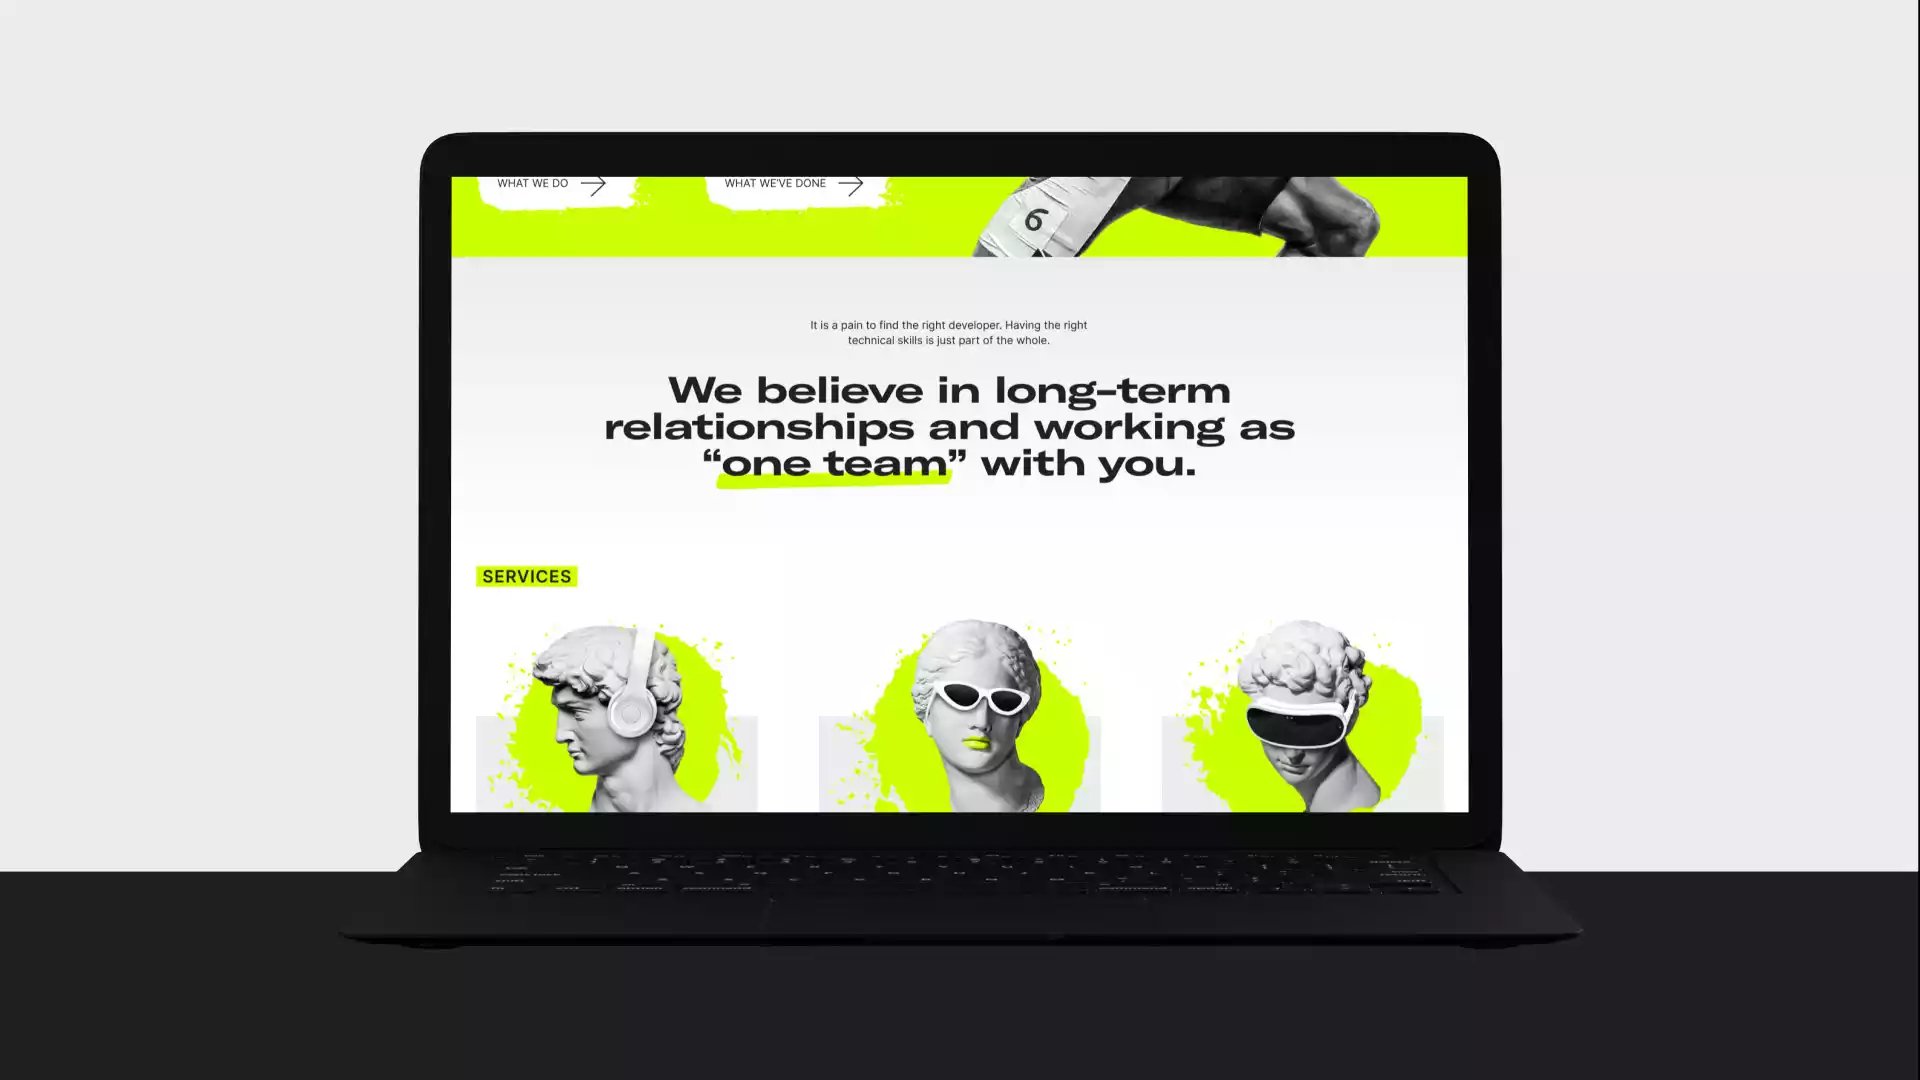 WHAT WE DO
WHAT WE'VE DONE
6
It is a pain to find the right developer. Having the right
technical skills is just part of the whole.
We believe in long-term
relationships and working as
“one team” with you.
SERVICES